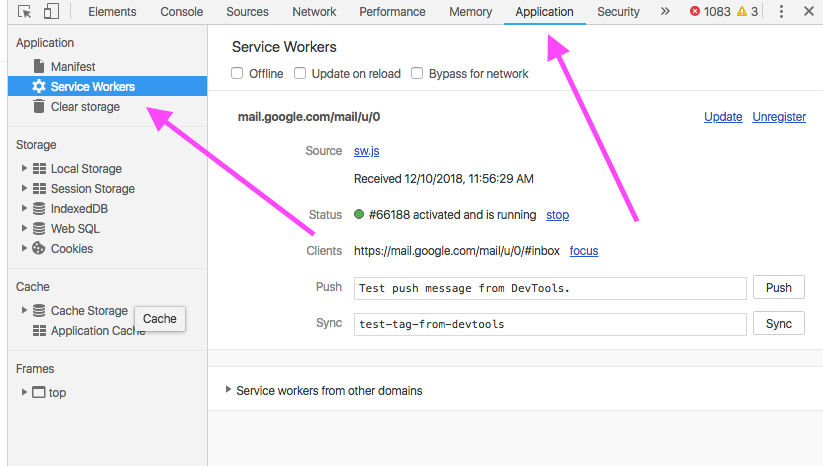 Elements Console Sources Network Performance Memory Application Security » 1083 3
Application
Manifest
Service Workers
Clear storage
Storage
Local Storage
Session Storage
IndexedDB
Web SQL
Cookies
Cache
Cache Storage
Application Cache
Cache
Frames
top
Service Workers
Offline Update on reload Bypass for network
mail.google.com/mail/u/0 Update Unregister
Source sw.js
Received 12/10/2018, 11:56:29 AM
Status #66188 activated and is running stop
Clients https://mail.google.com/mail/u/0/#inbox focus
Push Test push message from DevTools. Push
Sync test-tag-from-devtools Sync
Service workers from other domains